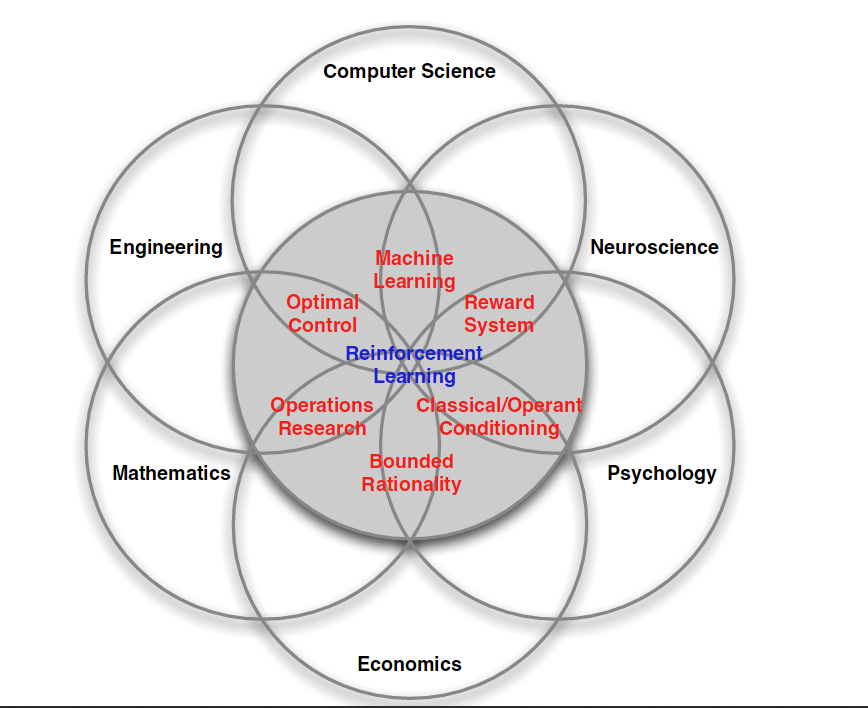 Computer Science
Engineering
Neuroscience
Machine
Learning
Optimal
Control
Reward
System
Reinforcement
Learning
Operations
Research
Classical/Operant
Conditioning
Bounded
Rationality
Mathematics
Psychology
Economics